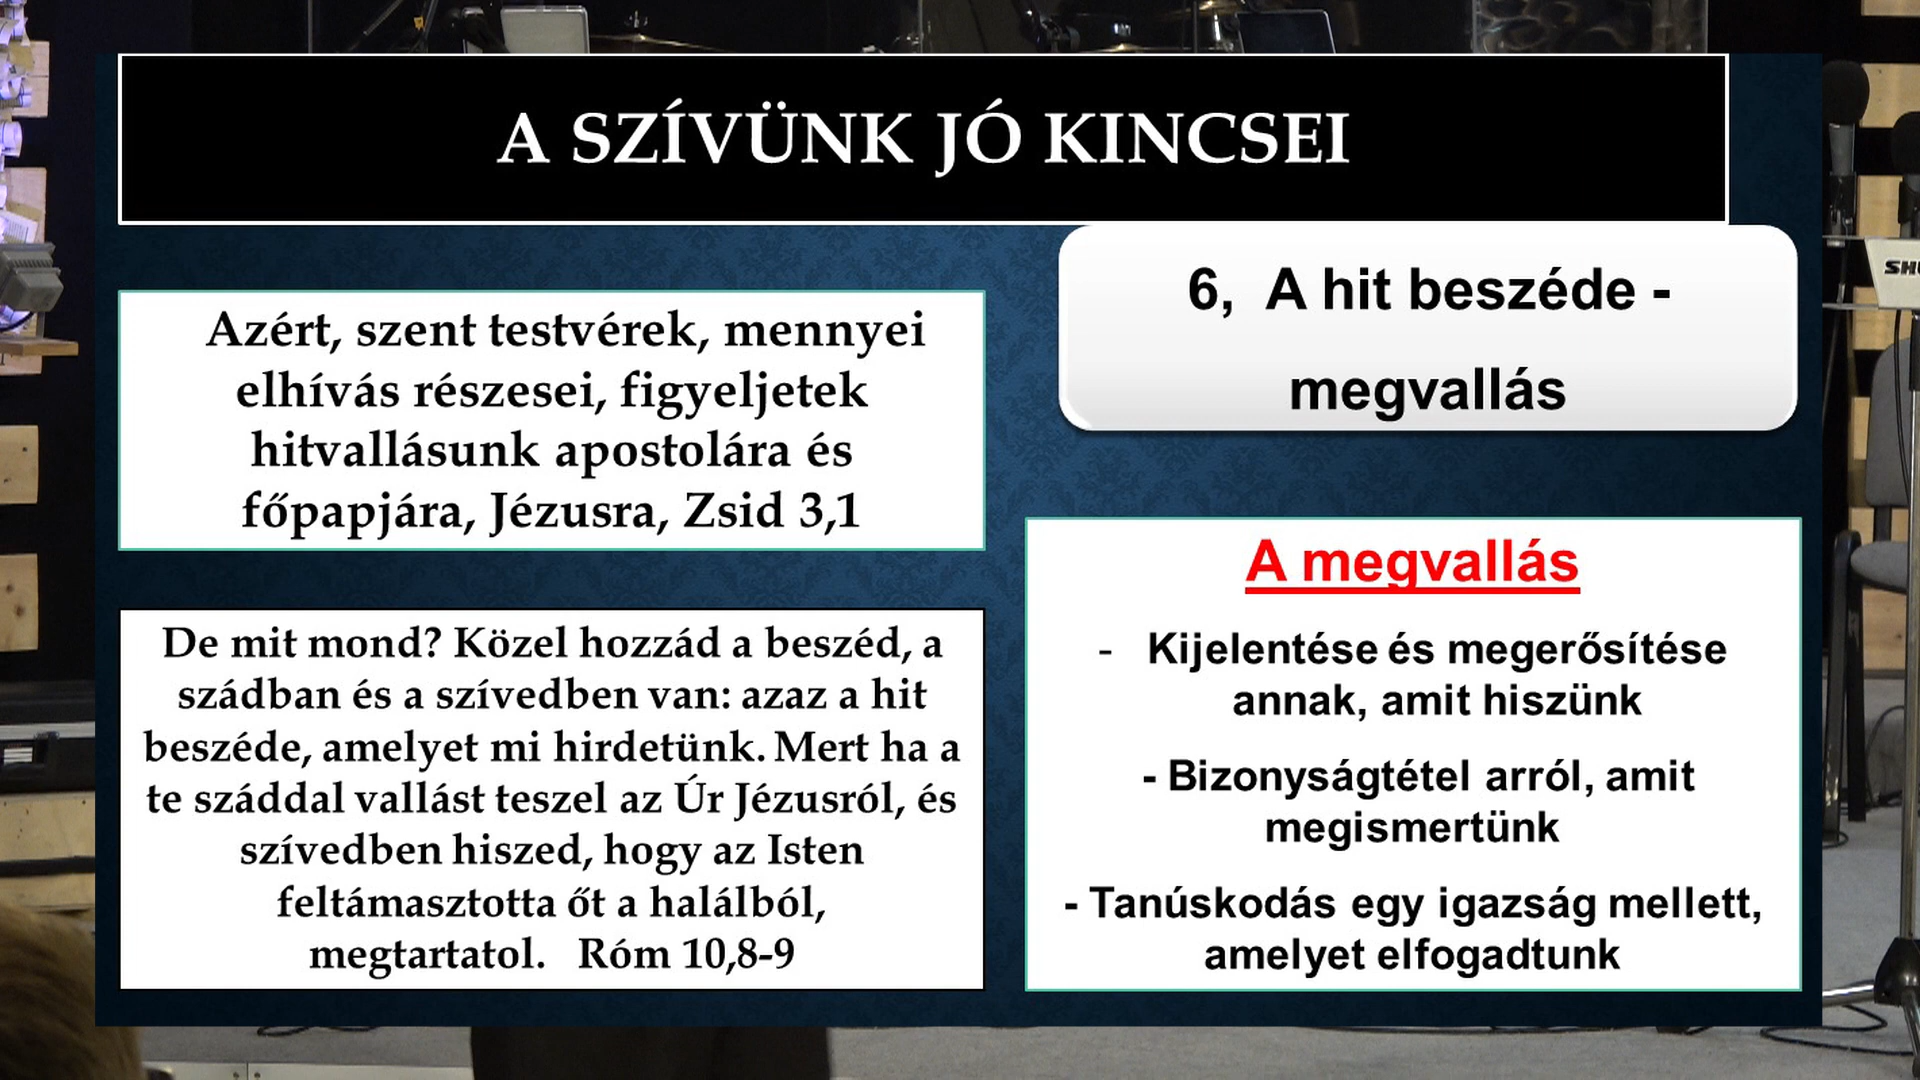 A SZÍVÜNK JÓ KINCSEI
6, A hit beszéde -
megvallás
Azért, szent testvérek, mennyei
elhívás részesei, figyeljetek
hitvallásunk apostolára és
főpapjára, Jézusra, Zsid 3,1
De mit mond? Közel hozzád a beszéd, a
szádban és a szívedben van: azaz a hit
beszéde, amelyet mi hirdetünk. Mert ha a
te száddal vallást teszel az Úr Jézusról, és
szívedben hiszed, hogy az Isten
feltámasztotta őt a halálból,
megtartatol. Róm 10,8-9
A megvallás
- Kijelentése és megerősítése
annak, amit hiszünk
- Bizonyságtétel arról, amit
megismertünk
- Tanúskodás egy igazság mellett,
amelyet elfogadtunk